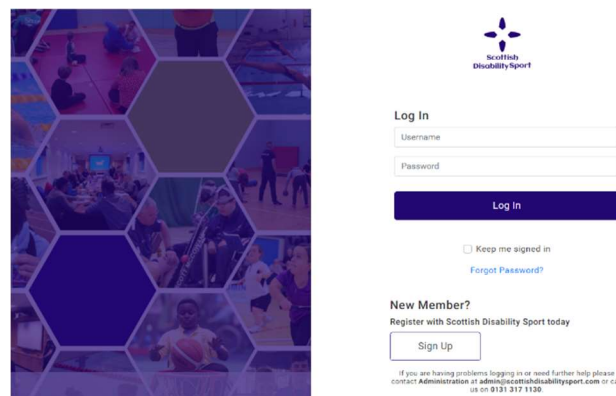 Scottish
Disability Sport
Log In
Username
Password
Log In
Keep me signed in
Forgot Password?
New Member?
Register with Scottish Disability Sport today
Sign Up
If you are having problems logging in or need further help please
contact Administration at admin@scottishdisabilitysport.com or ca
us on 0131 317 1130.